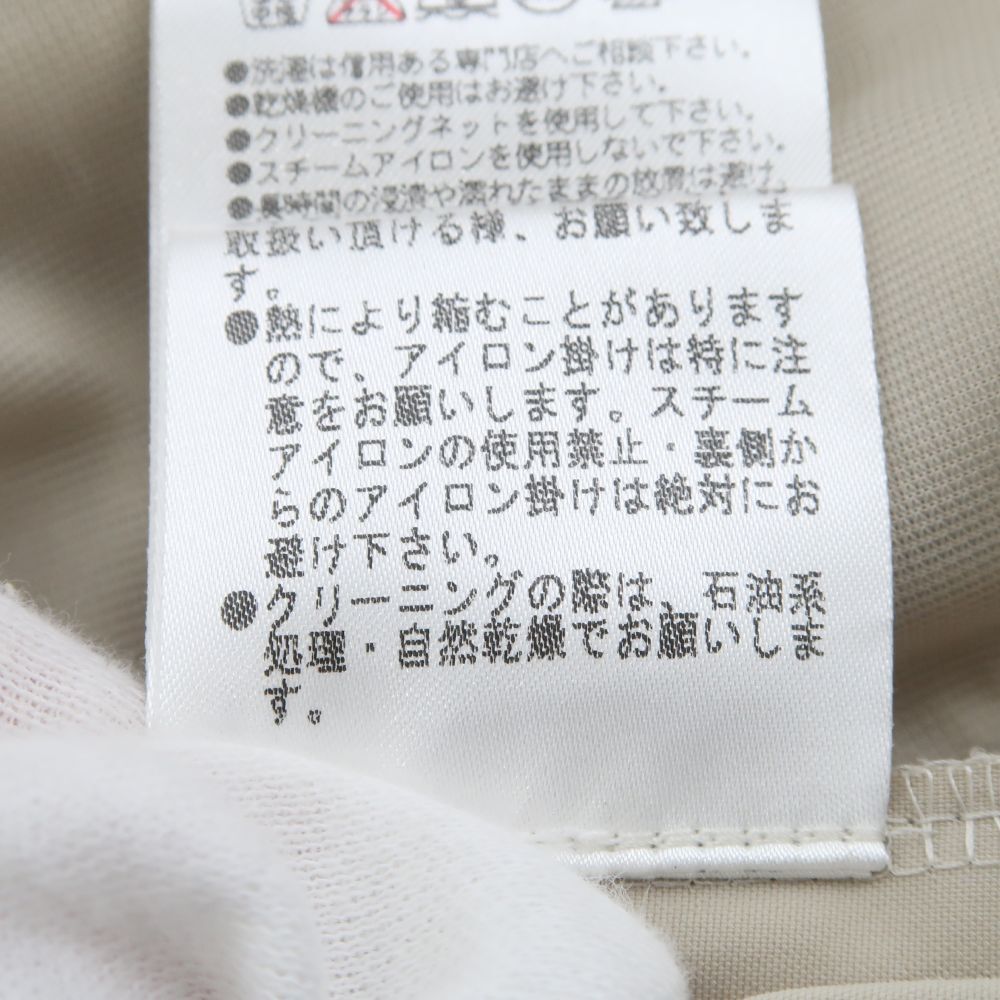 ●洗濯は信用ある専門店へご相談下さい。
●乾燥機のご使用はお避け下さい。
●クリーニングネットを使用して下さい。
●スチームアイロンを使用しないで下さい。
●長時間の浸漬や濡れたままの放置は避け、
取扱い頂ける様、お願い致しま
す。
●熱により縮むことがあります
ので、アイロン掛けは特に注
意をお願いします。スチーム
アイロンの使用禁止・裏側か
らのアイロン掛けは絶対にお
避け下さい。
●クリーニングの際は、石油系
処理・自然乾燥でお願いしま
す。